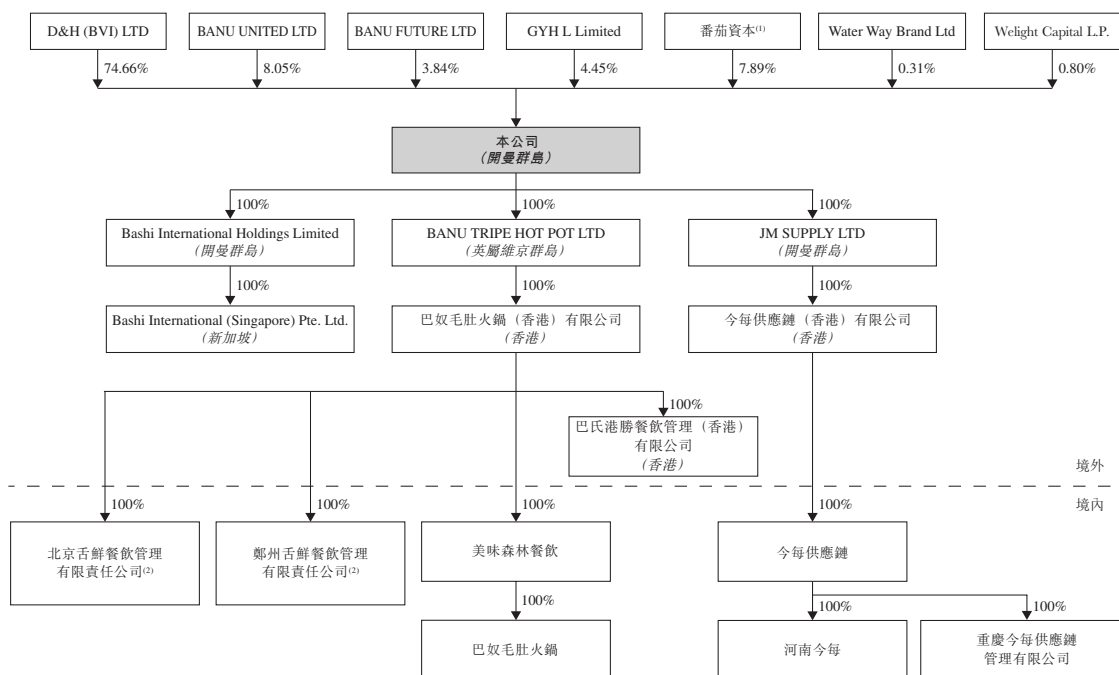 D&H (BVI) LTD
BANU UNITED LTD
BANU FUTURE LTD
GYH L Limited
番茄資本(1)
Water Way Brand Ltd
Welight Capital L.P.
74.66%
8.05%
3.84%
4.45%
7.89%
0.31%
0.80%
本公司
(開曼群島)
100%
100%
100%
Bashi International Holdings Limited
(開曼群島)
BANU TRIPE HOT POT LTD
(英屬維京群島)
JM SUPPLY LTD
(開曼群島)
100%
100%
100%
Bashi International (Singapore) Pte. Ltd.
(新加坡)
巴奴毛肚火鍋（香港）有限公司
(香港)
今每供應鏈（香港）有限公司
(香港)
100%
巴氏港勝餐飲管理（香港）
有限公司
(香港)
境外
境內
100%
100%
100%
100%
北京舌鮮餐飲管理
有限責任公司(2)
鄭州舌鮮餐飲管理
有限責任公司(2)
美味森林餐飲
今每供應鏈
100%
100%
100%
巴奴毛肚火鍋
河南今每
重慶今每供應鏈
管理有限公司